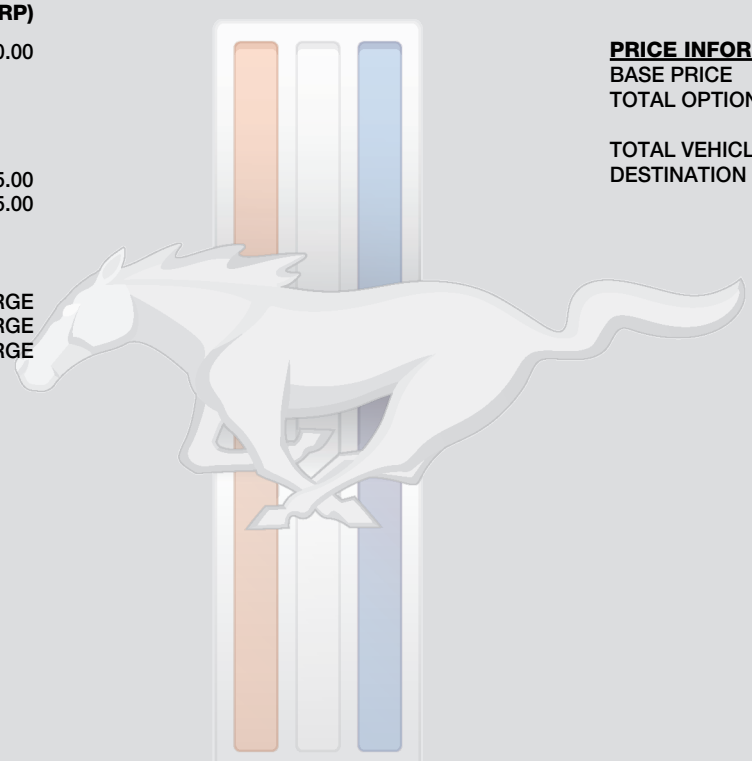 RP)
0.00
5.00
5.00
RGE
RGE
RGE
PRICE INFOR
BASE PRICE
TOTAL OPTION
TOTAL VEHICL
DESTINATION